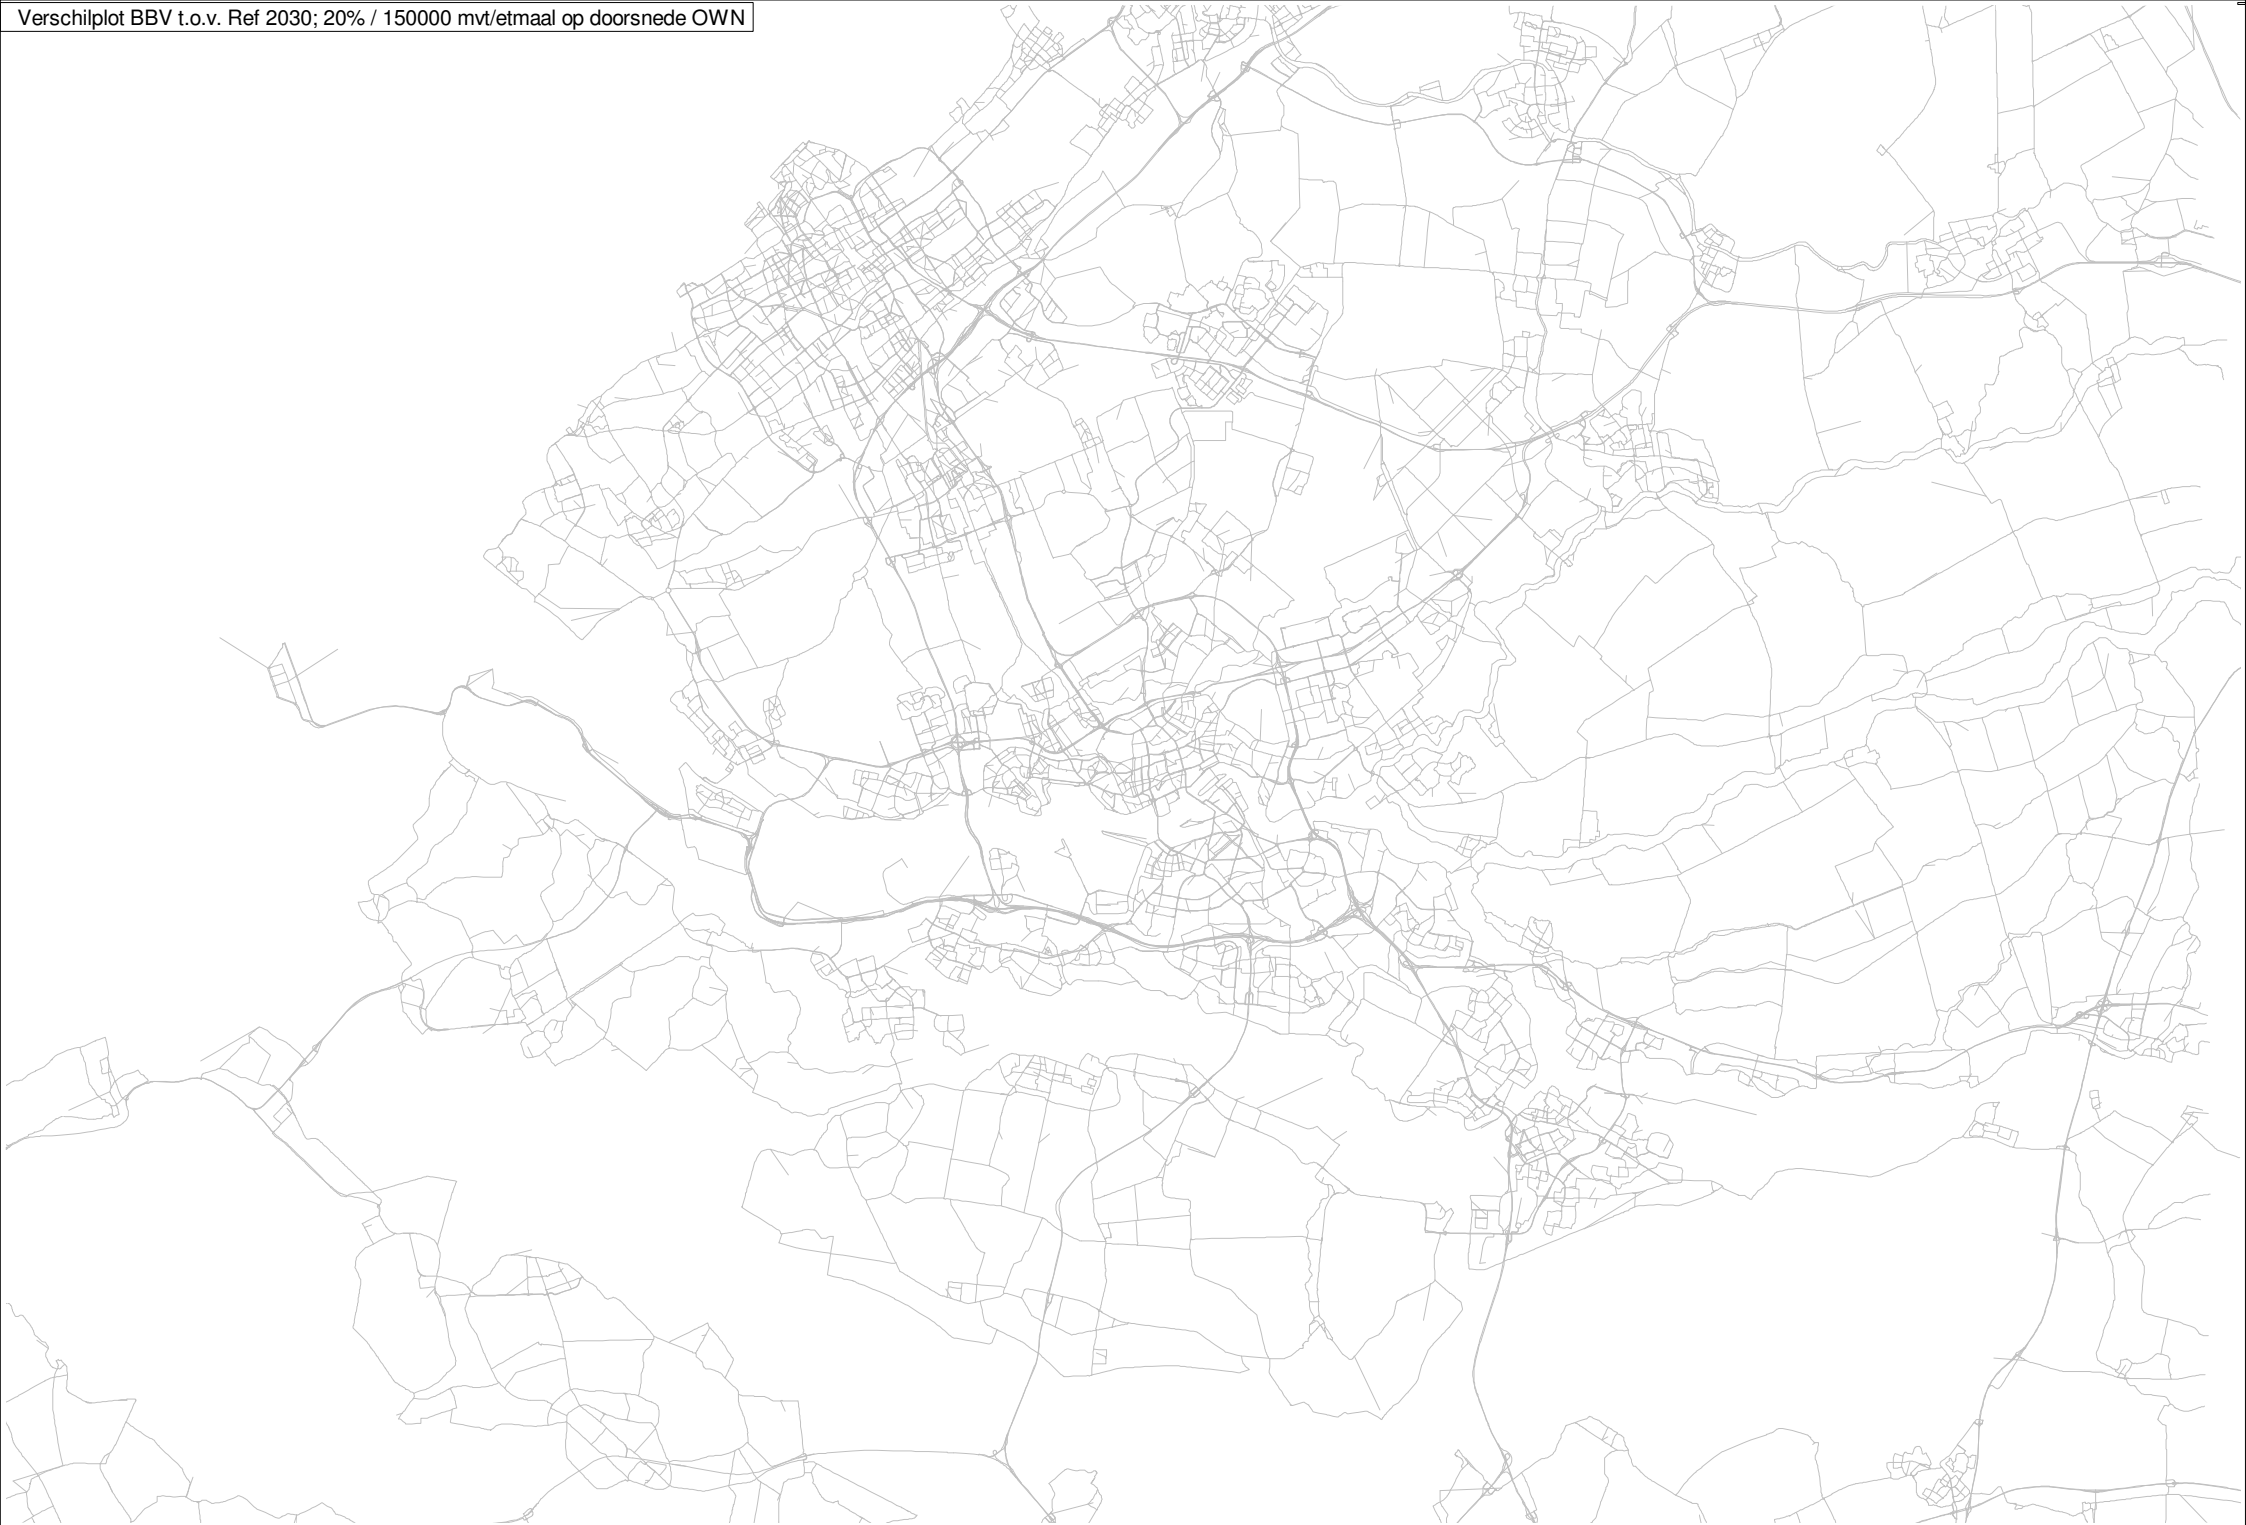 Verschilplot BBV t.o.v. Ref 2030; 20% / 150000 mvt/etmaal op doorsnede OWN